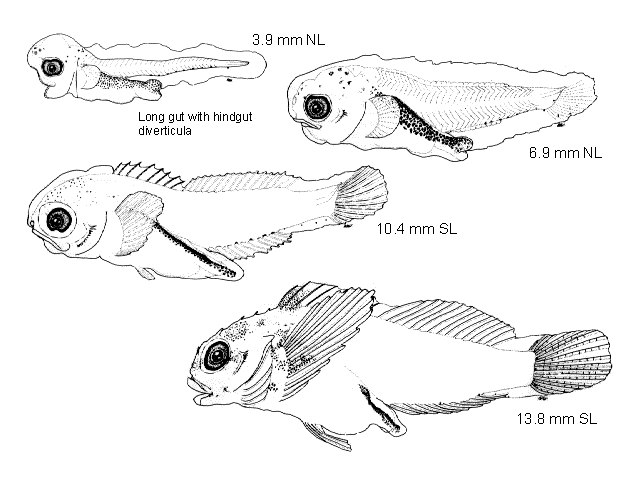 3.9 mm NL
Long gut with hindgut
diverticula
6.9 mm NL
10.4 mm SL
13.8 mm SL